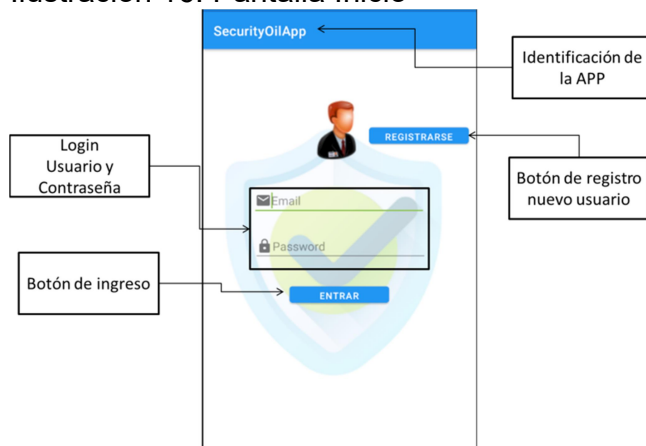 SecurityOilApp
Identificación de
la APP
REGISTRARSE
Login
Usuario y
Contraseña
Botón de registro
nuevo usuario
Email
Password
Botón de ingreso
ENTRAR